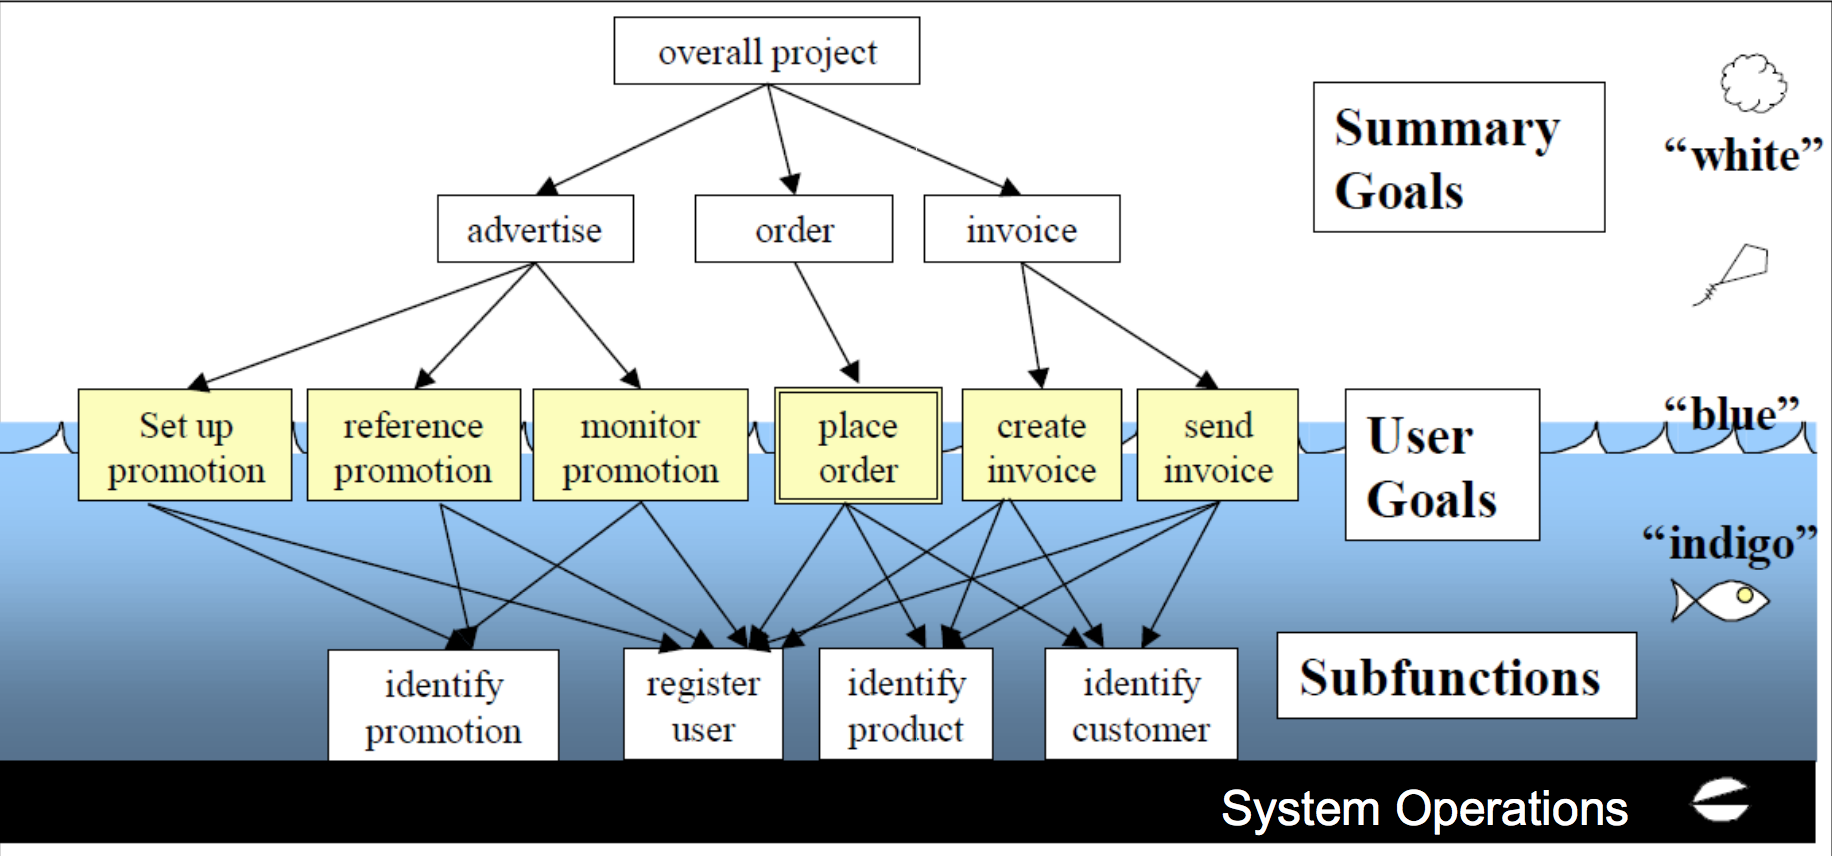 overall project
Summary
Goals
“white”
advertise
order
invoice
Set up
promotion
reference
promotion
monitor
promotion
place
order
create
invoice
send
invoice
User
Goals
“blue”
“indigo”
identify
promotion
register
user
identify
product
identify
customer
Subfunctions
System Operations